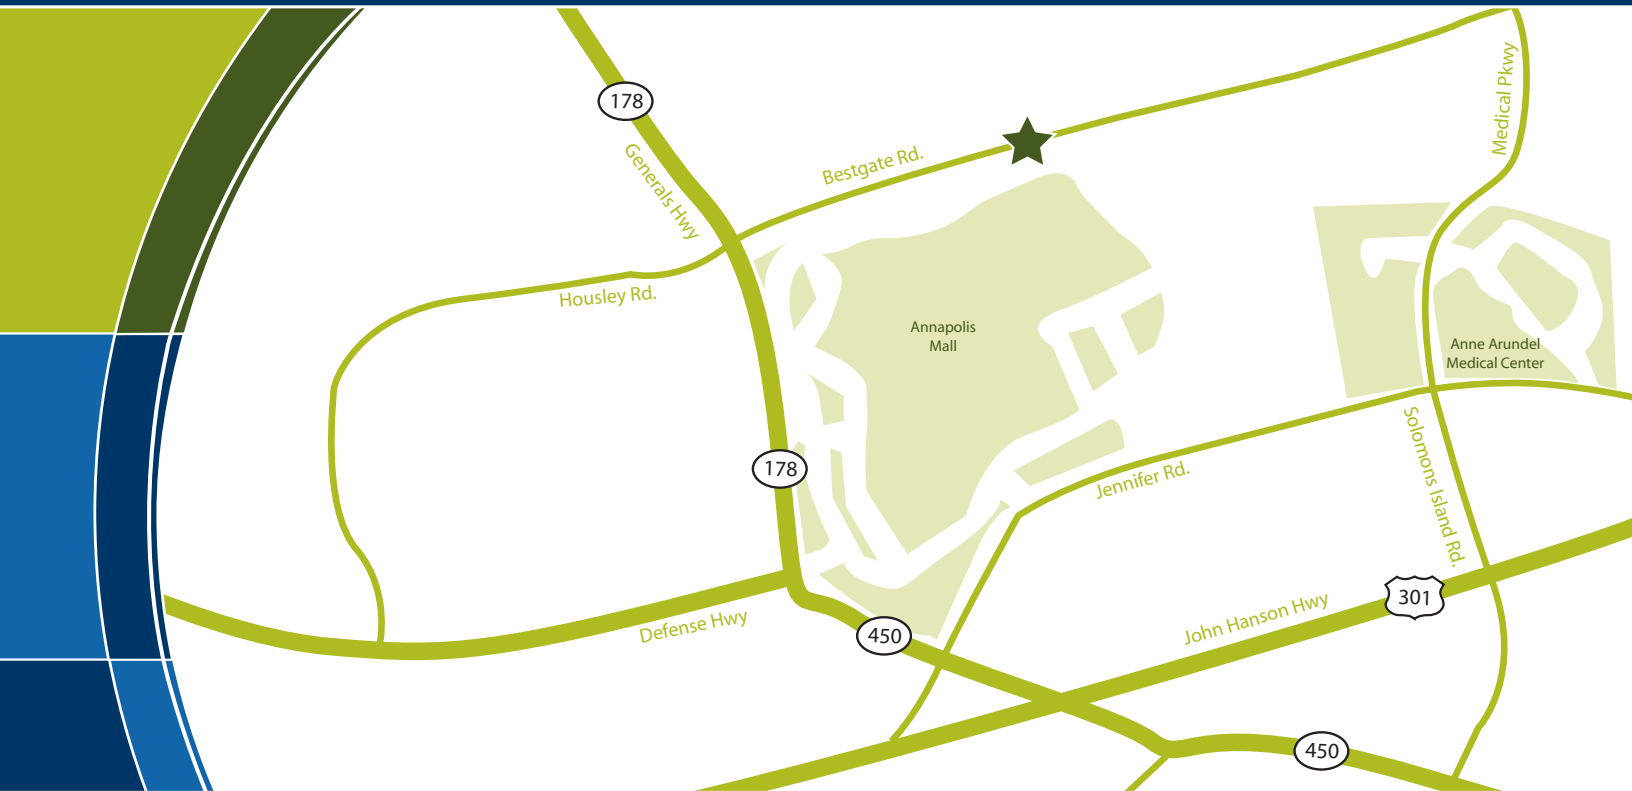 178
Generals Hwy
Bestgate Rd.
Medical Pkwy
Housley Rd.
Annapolis
Mall
Anne Arundel
Medical Center
178
Jennifer Rd.
Solomons Island Rd.
301
John Hanson Hwy
Defense Hwy
450
450